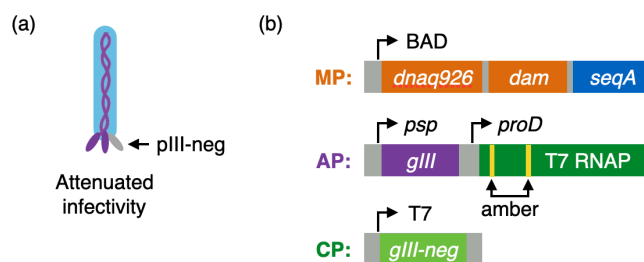 (a)
pIII-neg
Attenuated
infectivity
(b)
BAD
MP: dnaq926 dam seqA
psp proD
AP: gIII T7 RNAP
amber
T7
CP: gIII-neg